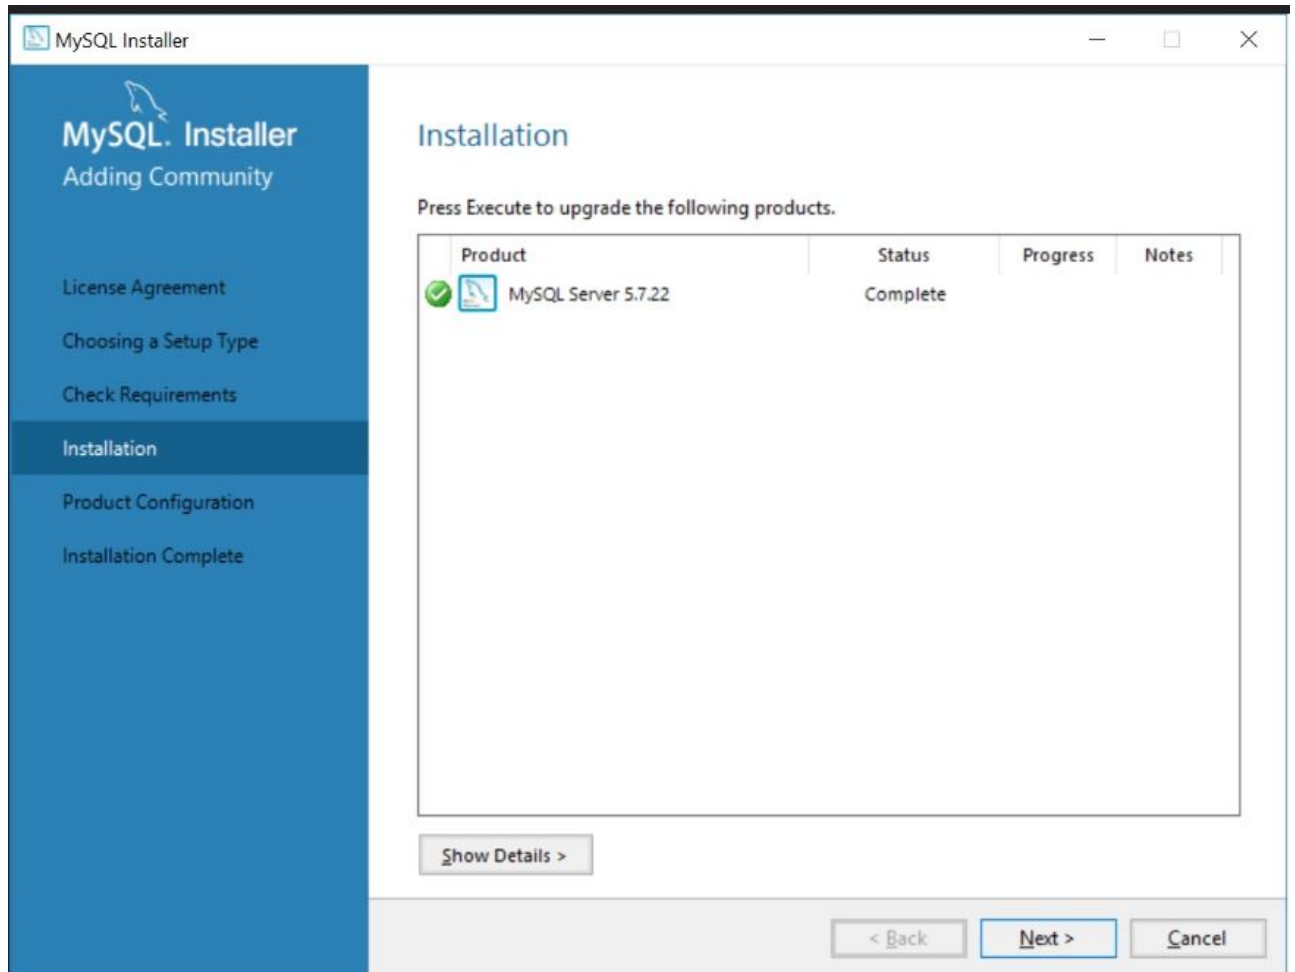 MySQL Installer
MySQL. Installer
Adding Community
License Agreement
Choosing a Setup Type
Check Requirements
Installation
Product Configuration
Installation Complete
Installation
Press Execute to upgrade the following products.
Product Status Progress Notes
MySQL Server 5.7.22 Complete
Show Details >
< Back Next > Cancel